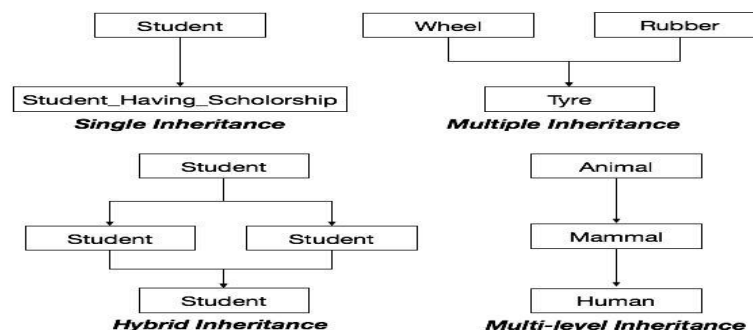 Student
Student_Having_Scholorship
Single Inheritance
Wheel
Rubber
Tyre
Multiple Inheritance
Student
Student
Student
Student
Hybrid Inheritance
Animal
Mammal
Human
Multi-level Inheritance